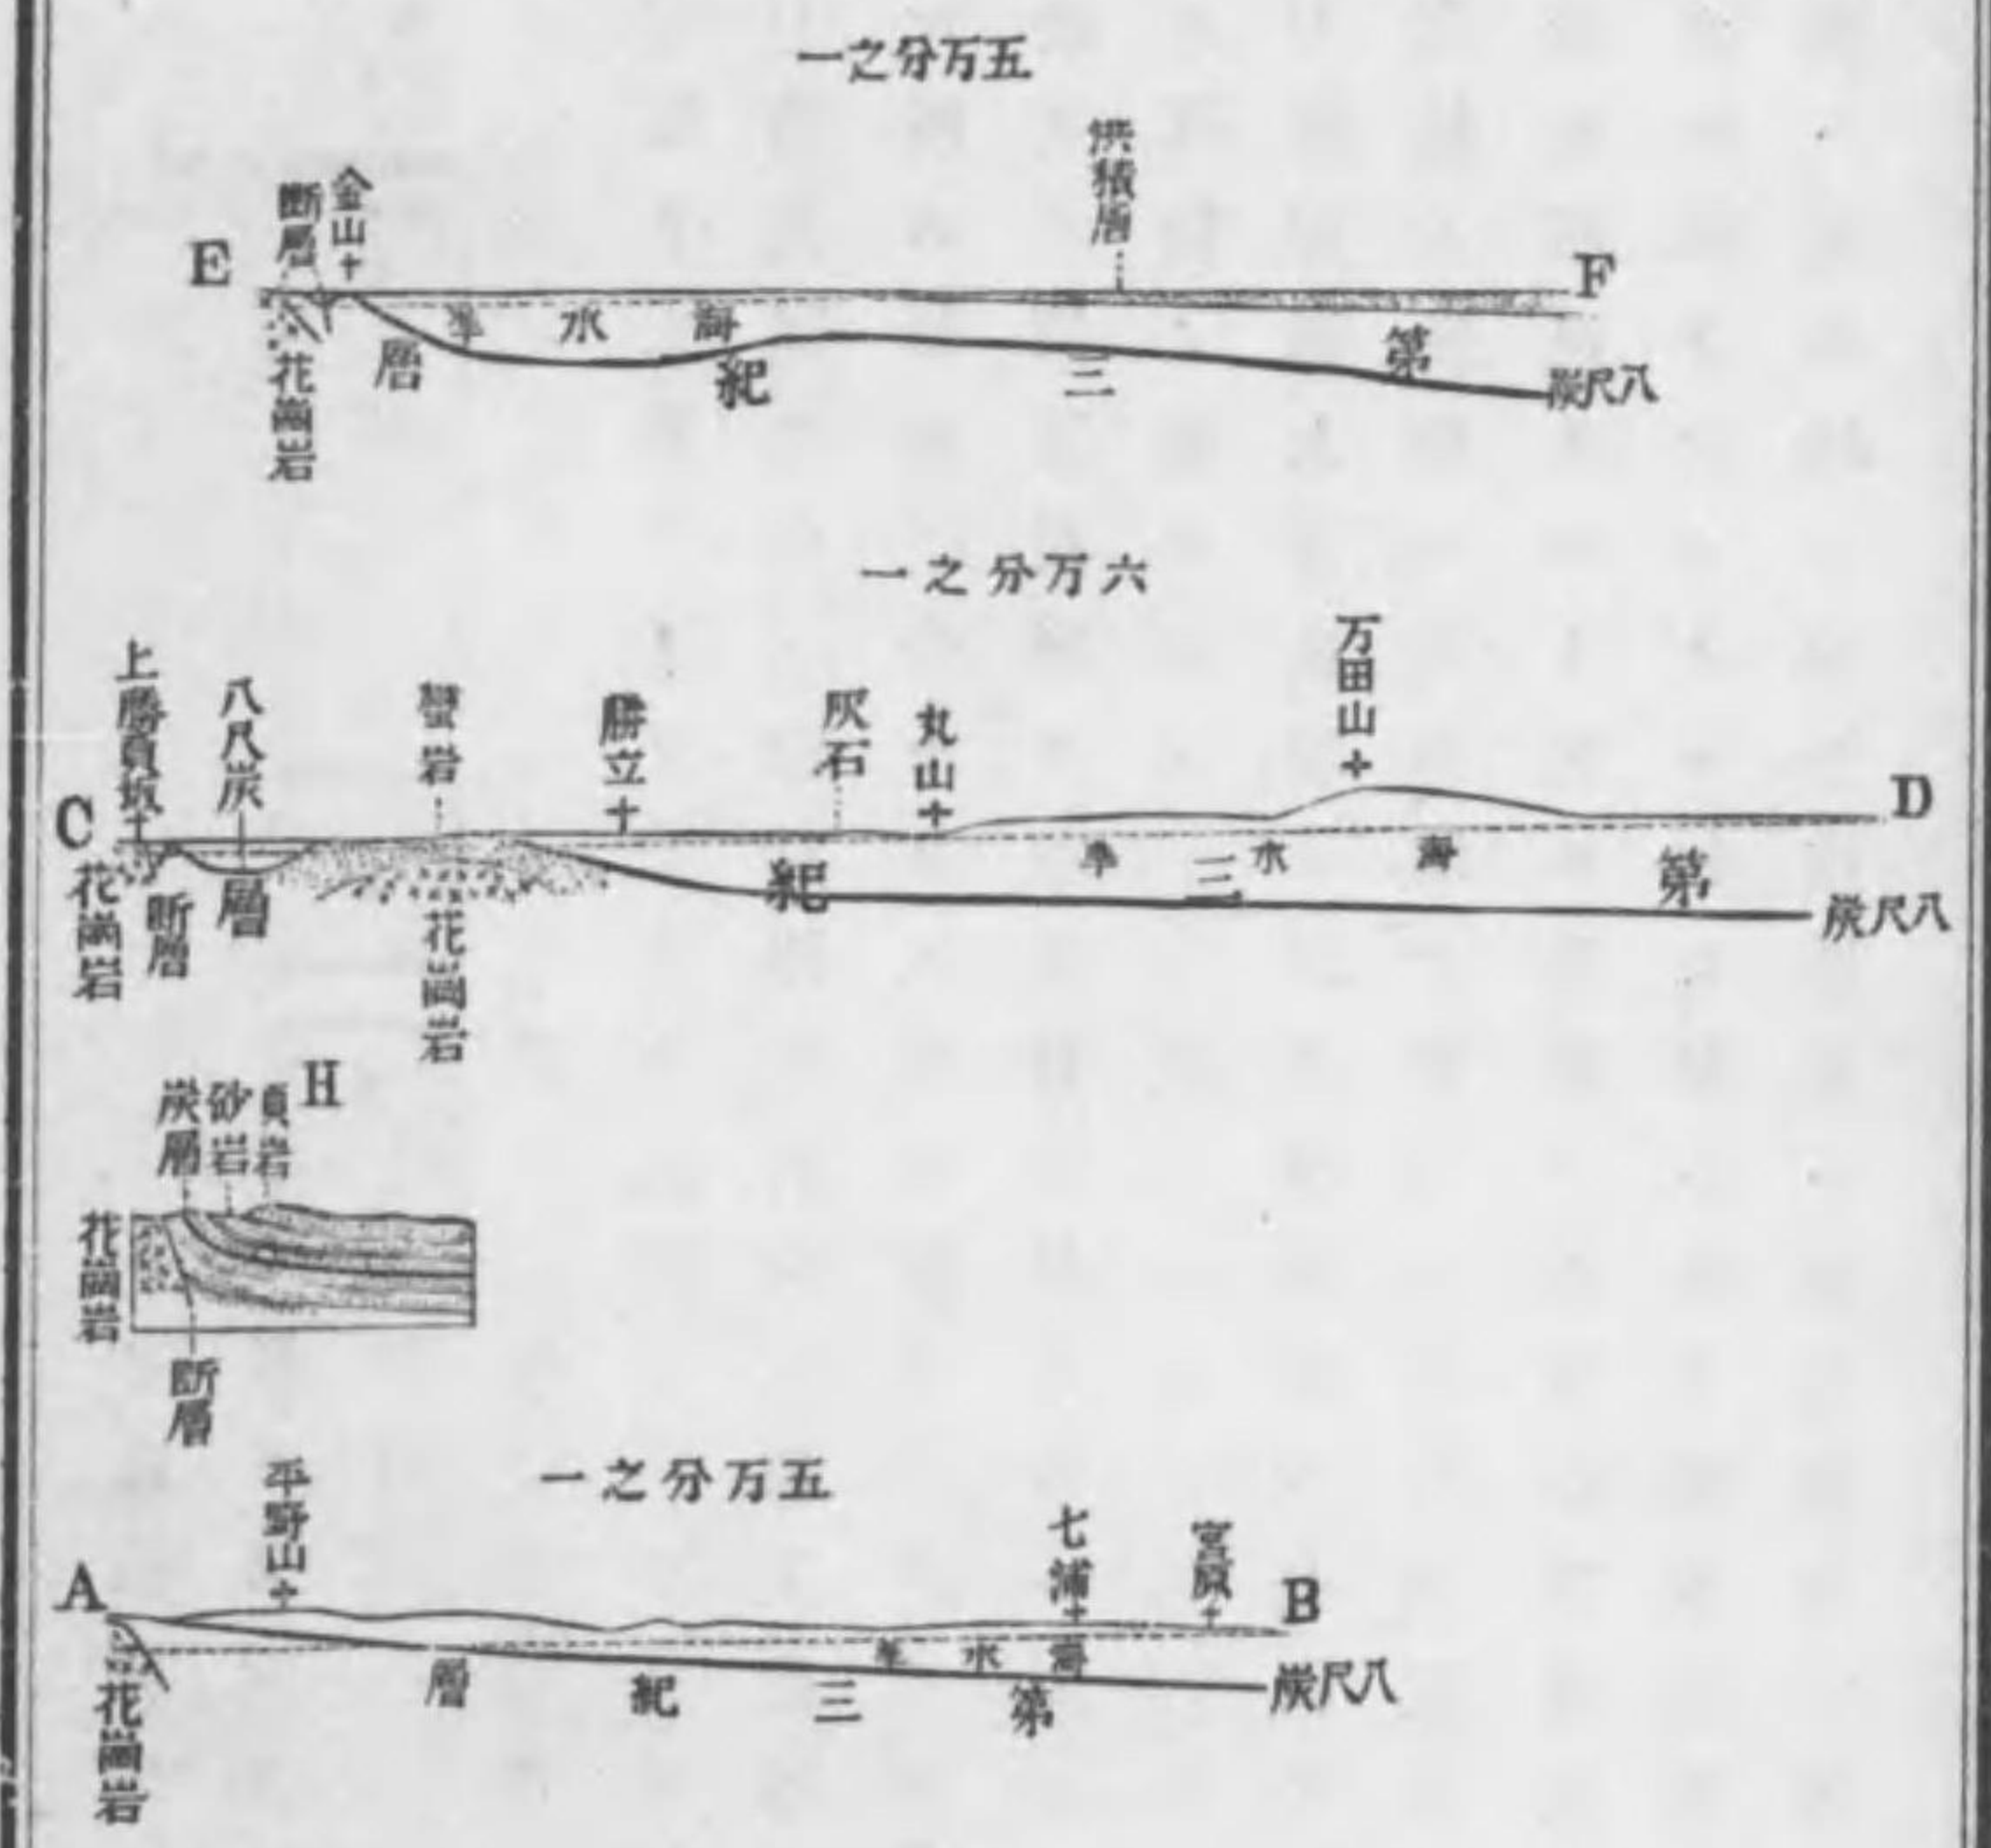 五万分之一
洪積層
金山
断層
E
F
海水準
第三紀層
八尺炭
花崗岩
六万分之一
万田山
丸山
灰石
勝立
蛮岩
八尺炭
上勝負坂
C
D
海水準
第三紀層
八尺炭
花崗岩
断層
花崗岩
H
頁岩
砂岩
炭層
花崗岩
断層
五万分之一
宮原
七浦
平野山
A
B
海水準
第三紀層
八尺炭
花崗岩